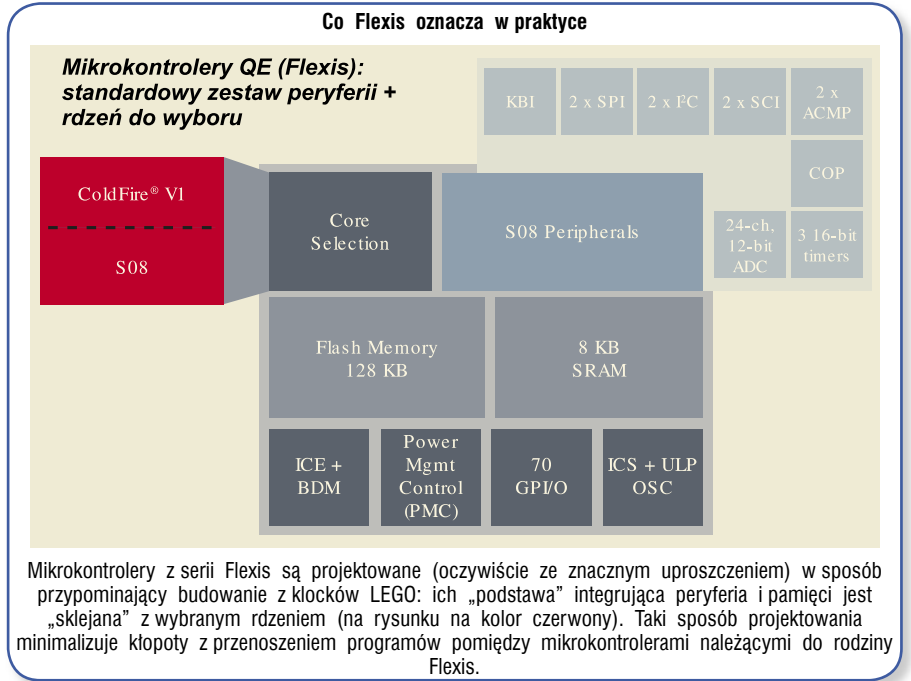 Co Flexis oznacza w praktyce
Mikrokontrolery QE (Flexis):
standardowy zestaw peryferii +
rdzeń do wyboru
KBI
2 x SPI
2 x I²C
2 x SCI
2 x
ACMP
COP
24-ch,
12-bit
ADC
3 16-bit
timers
ColdFire® V1
S08
Core
Selection
S08 Peripherals
Flash Memory
128 KB
8 KB
SRAM
ICE +
BDM
Power
Mgmt
Control
(PMC)
70
GPI/O
ICS + ULP
OSC
Mikrokontrolery z serii Flexis są projektowane (oczywiście ze znacznym uproszczeniem) w sposób
przypominający budowanie z klocków LEGO: ich „podstawa” integrująca peryferia i pamięci jest
„sklejana” z wybranym rdzeniem (na rysunku na kolor czerwony). Taki sposób projektowania
minimalizuje kłopoty z przenoszeniem programów pomiędzy mikrokontrolerami należącymi do rodziny
Flexis.